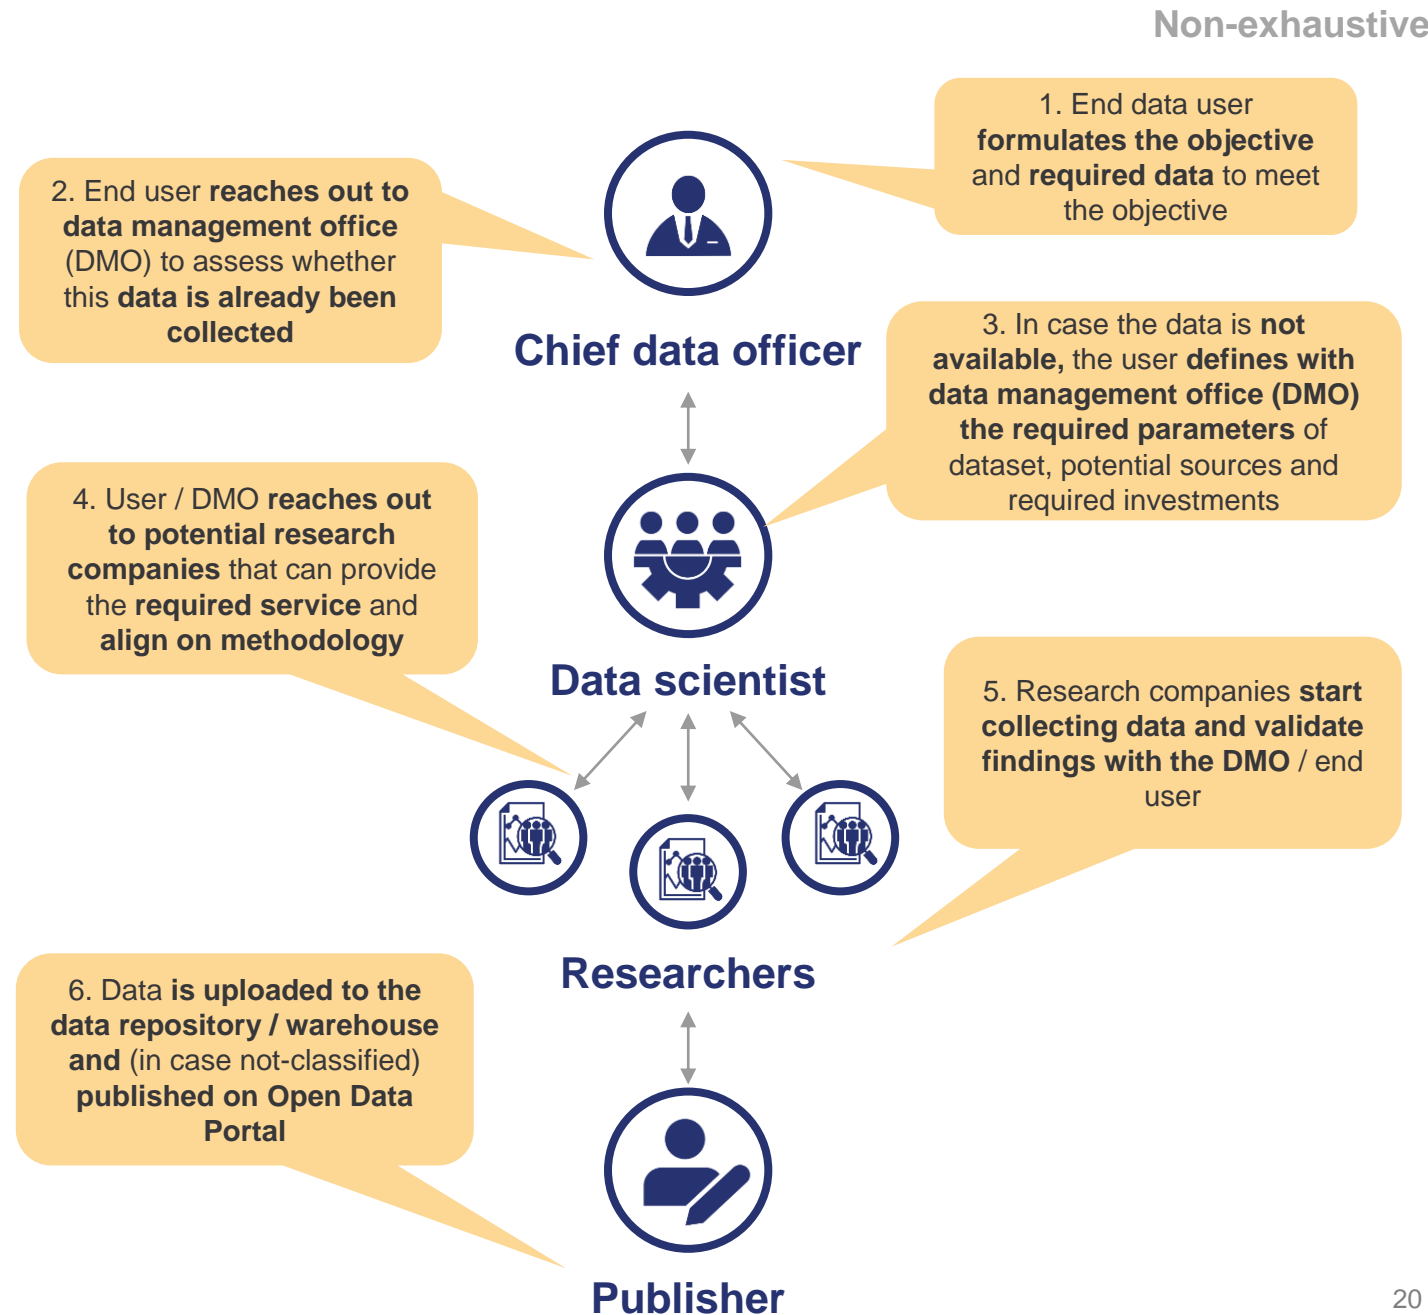 Non-exhaustive
1. End data user
formulates the objective
and required data to meet
the objective
2. End user reaches out to
data management office
(DMO) to assess whether
this data is already been
collected
Chief data officer
3. In case the data is not
available, the user defines with
data management office (DMO)
the required parameters of
dataset, potential sources and
required investments
4. User / DMO reaches out
to potential research
companies that can provide
the required service and
align on methodology
Data scientist
5. Research companies start
collecting data and validate
findings with the DMO / end
user
Researchers
6. Data is uploaded to the
data repository / warehouse
and (in case not-classified)
published on Open Data
Portal
Publisher
20